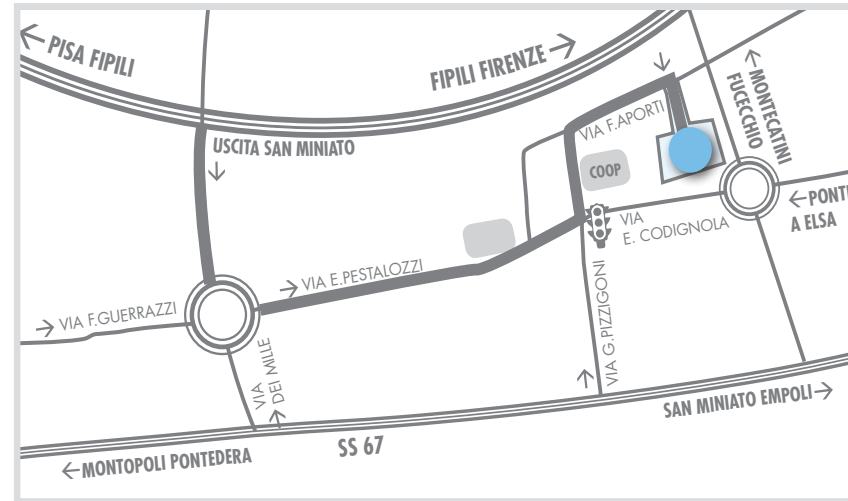 PISA FIPILI
FIPILI FIRENZE
USCITA SAN MINIATO
VIA F.APORTI
MONTECATINI
FUCECCHIO
COOP
PONTE
A ELSA
VIA
E. CODIGNOLA
VIA E.PESTALOZZI
VIA F.GUERRAZZI
VIA
DEI MILLE
VIA G.PIZZIGONI
SAN MINIATO EMPOLI
SS 67
MONTOPOLI PONTEDERA